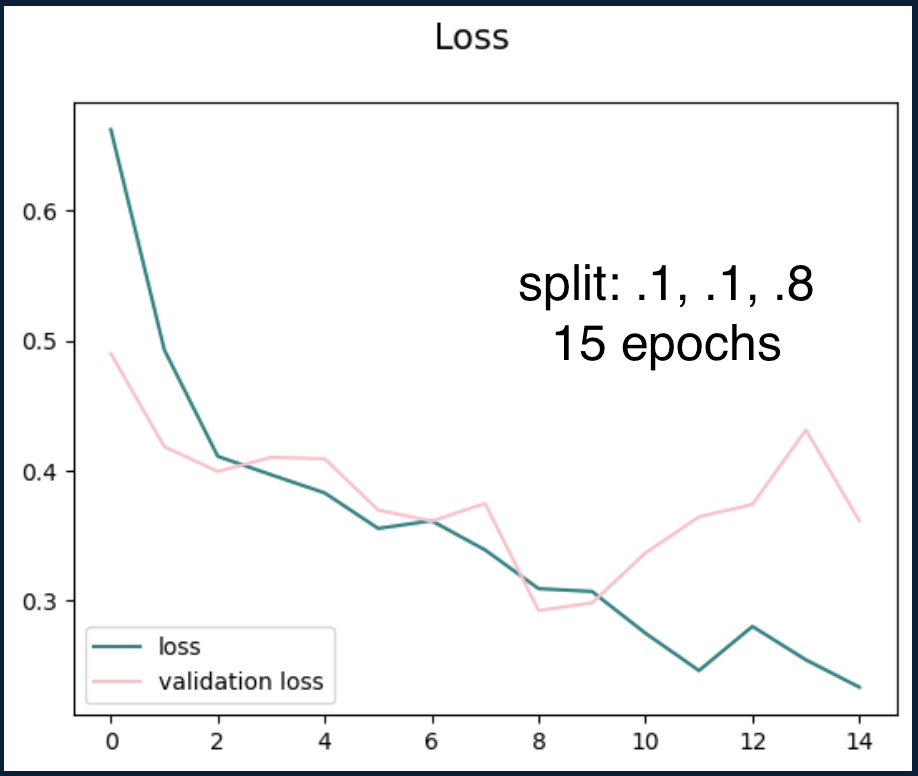 Loss
0.6
0.5
0.4
0.3
split: .1, .1, .8
15 epochs
loss
validation loss
0 2 4 6 8 10 12 14